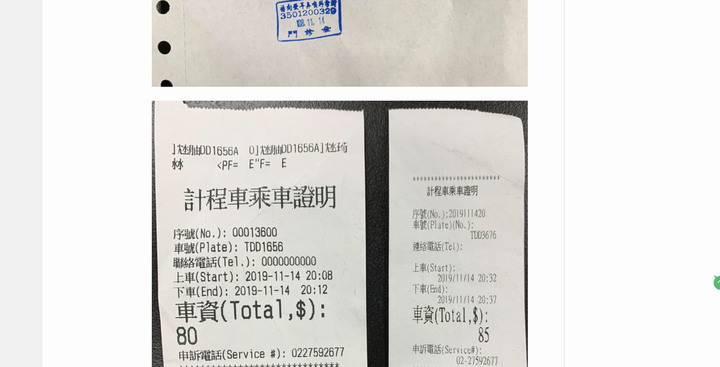 3501200329
門診章
計程車乘車證明
序號(No.): 00013600
車號(Plate): TDD1656
聯絡電話(Tel.): 0000000000
上車(Start): 2019-11-14 20:08
下車(End): 2019-11-14 20:12
車資(Total,$):
80
申訴電話(Service #): 0227592677
******************************
************************
計程車乘車證明
序號(No.):2019111420
車號(Plate)(No.):
TDD3676
連絡電話(Tel):
上車(Start):
2019/11/14 20:32
下車(End):
2019/11/14 20:37
車資(Total,$):
85
申訴電話(Service#):
02-27592677